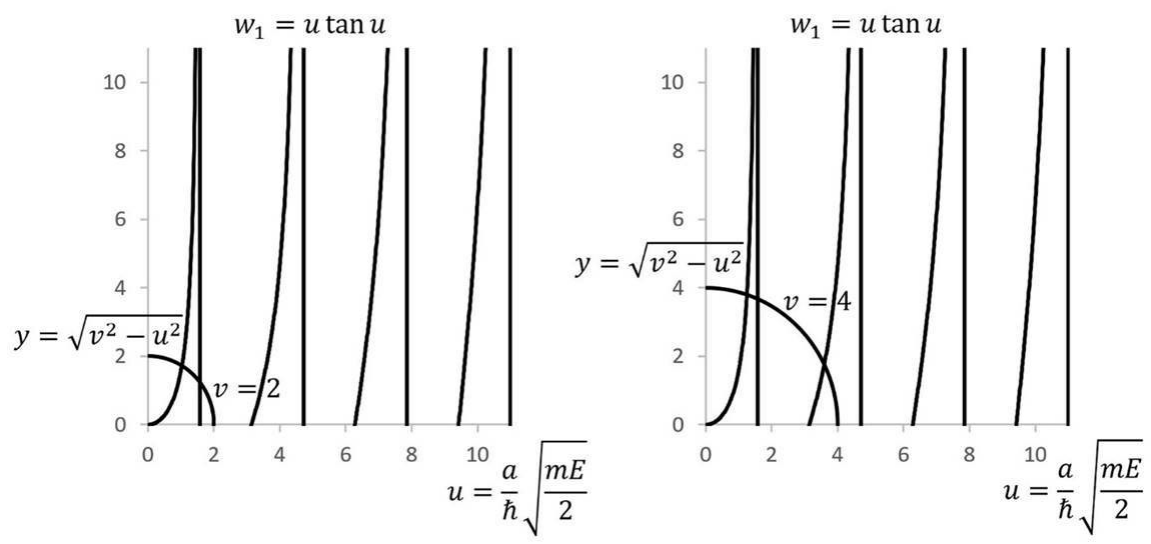 w₁ = u tan u
10
8
6
4
y = √(v² − u²)
2
v = 2
0
0 2 4 6 8 10
u = a/ħ √(mE/2)
w₁ = u tan u
10
8
6
y = √(v² − u²)
4
v = 4
2
0
0 2 4 6 8 10
u = a/ħ √(mE/2)